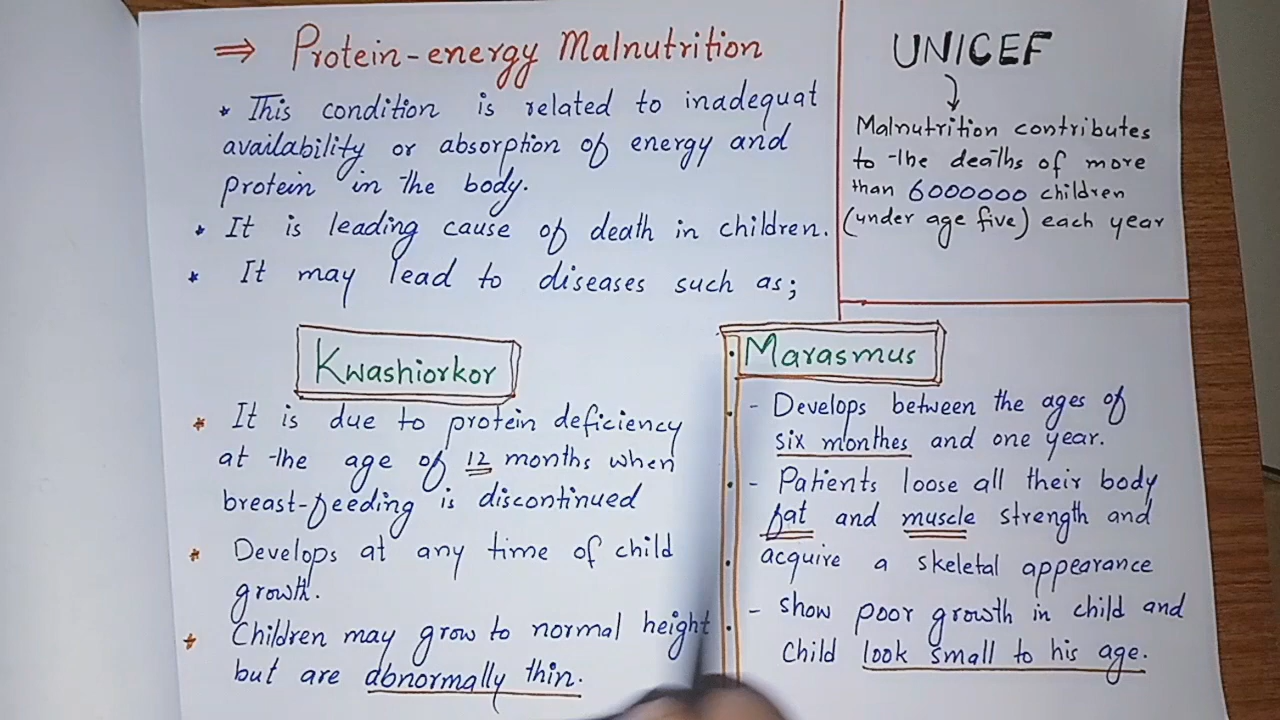 ⇒ Protein-energy Malnutrition
* This condition is related to inadequat
availability or absorption of energy and
protein in the body.
* It is leading cause of death in children.
* It may lead to diseases such as;
UNICEF
↓
Malnutrition contributes
to the deaths of more
than 6000000 children
(under age five) each year
Kwashiorkor
* It is due to protein deficiency
at the age of 12 months when
breast-feeding is discontinued
* Develops at any time of child
growth.
* Children may grow to normal height
but are abnormally thin.
Marasmus
- Develops between the ages of
six monthes and one year.
- Patients loose all their body
fat and muscle strength and
acquire a skeletal appearance
- show poor growth in child and
child look small to his age.